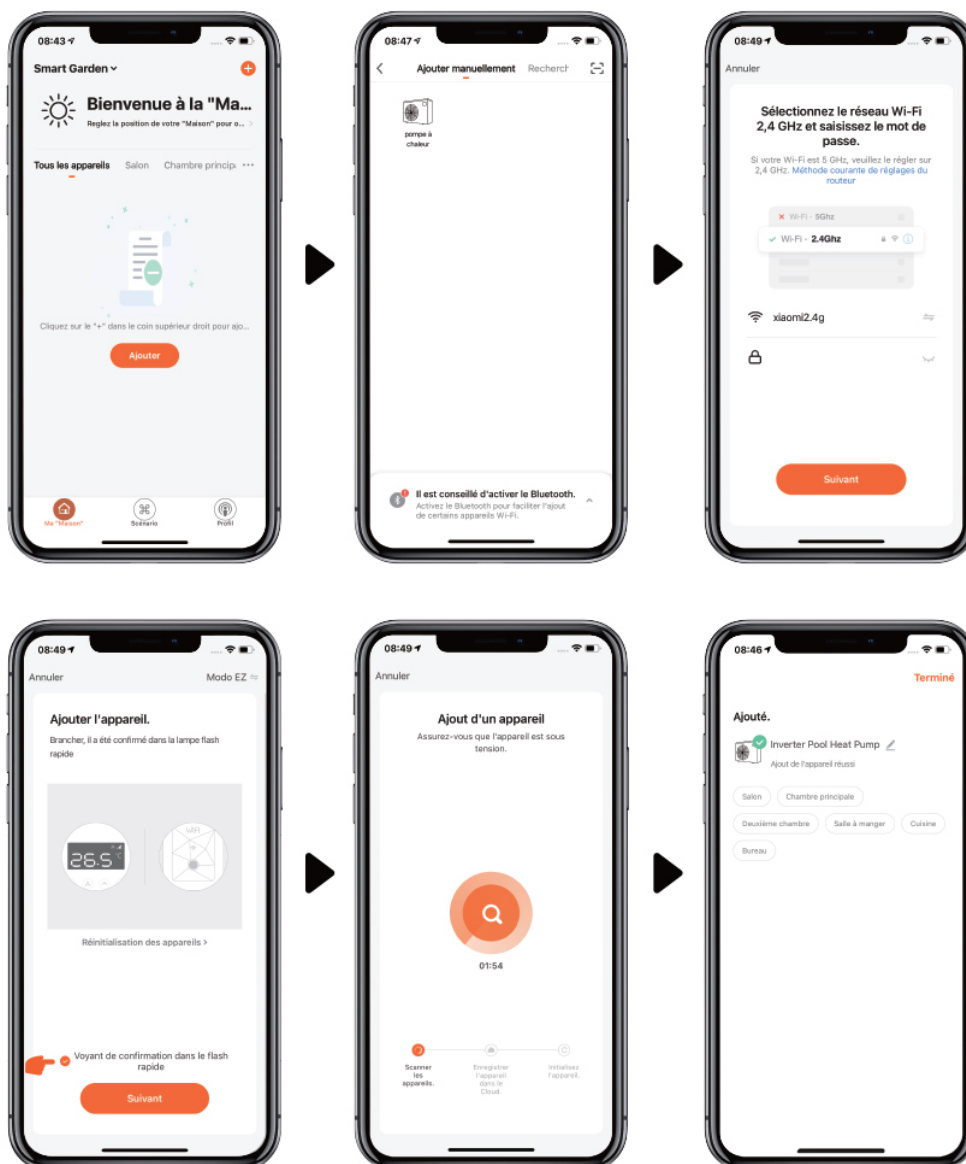 08:43
Smart Garden
Bienvenue à la "Ma...
Reglez la position de votre "Maison" pour o...
Tous les appareils Salon Chambre principa
Cliquez sur le "+" dans le coin supérieur droit pour ajo...
Ajouter
Ma "Maison" Scénario Profil
08:47
Ajouter manuellement Recherch
pompe à
chaleur
Il est conseillé d'activer le Bluetooth.
Activez le Bluetooth pour faciliter l'ajout
de certains appareils Wi-Fi.
08:49
Annuler
Sélectionnez le réseau Wi-Fi
2,4 GHz et saisissez le mot de
passe.
Si votre Wi-Fi est 5 GHz, veuillez le régler sur
2,4 GHz. Méthode courante de réglages du
routeur
Wi-Fi - 5Ghz
Wi-Fi - 2.4Ghz
xiaomi2.4g
Suivant
08:49
Annuler Modo EZ
Ajouter l'appareil.
Brancher, il a été confirmé dans la lampe flash
rapide
26.5 °C
WIFI
Réinitialisation des appareils >
Voyant de confirmation dans le flash
rapide
Suivant
08:49
Annuler
Ajout d'un appareil
Assurez-vous que l'appareil est sous
tension.
01:54
Scanner
les
appareils.
Enregistrer
l'appareil
dans le
Cloud.
Initialisez
l'appareil.
08:46
Terminé
Ajouté.
Inverter Pool Heat Pump
Ajout de l'appareil réussi
Salon Chambre principale
Deuxième chambre Salle à manger Cuisine
Bureau